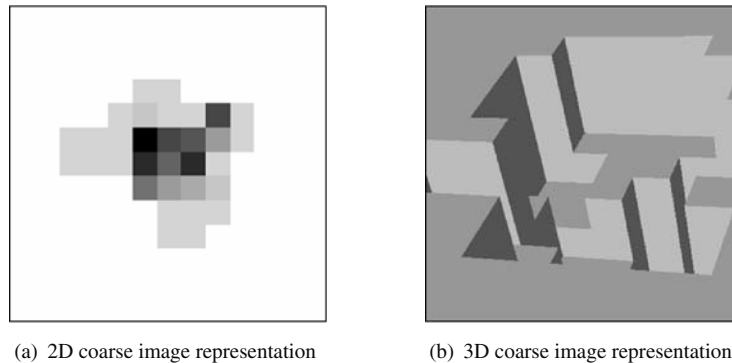 (a) 2D coarse image representation
(b) 3D coarse image representation